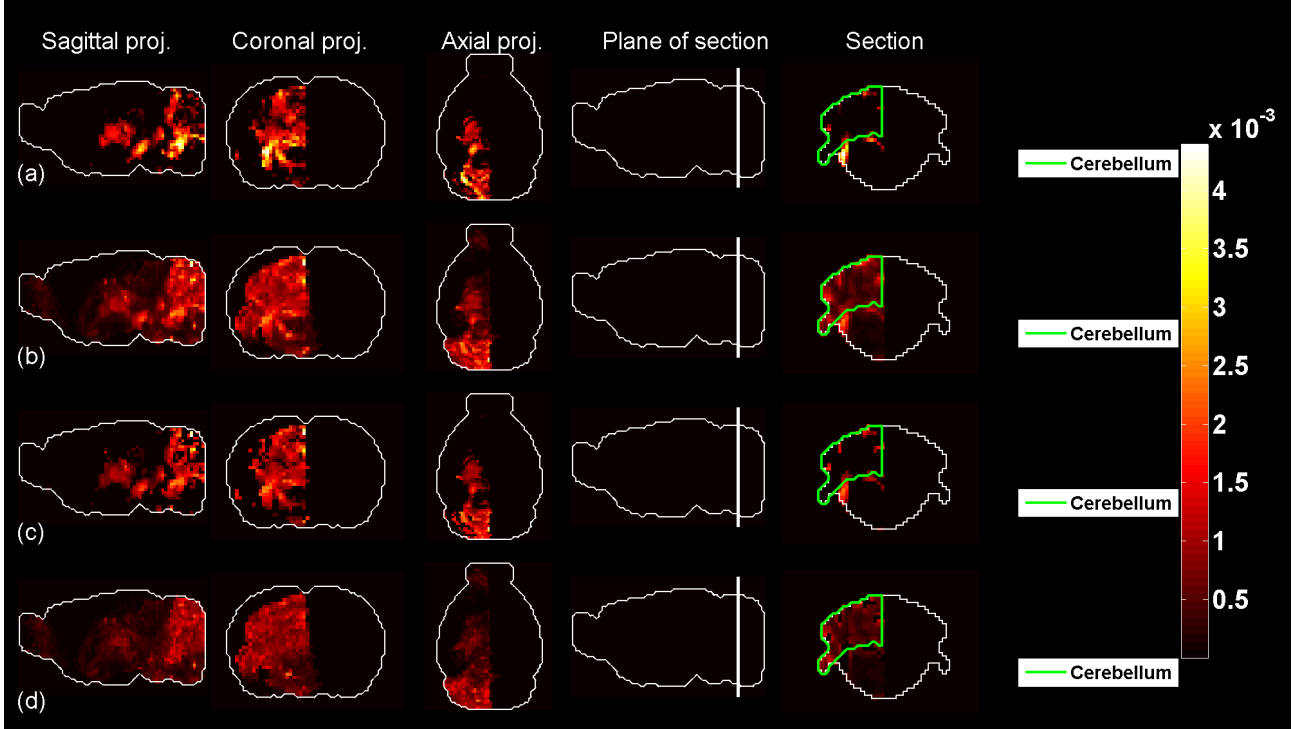 Sagittal proj. Coronal proj. Axial proj. Plane of section Section
x 10-3
(a) Cerebellum
4
3.5
3
(b) Cerebellum
2.5
2
1.5
(c) Cerebellum
1
0.5
(d) Cerebellum